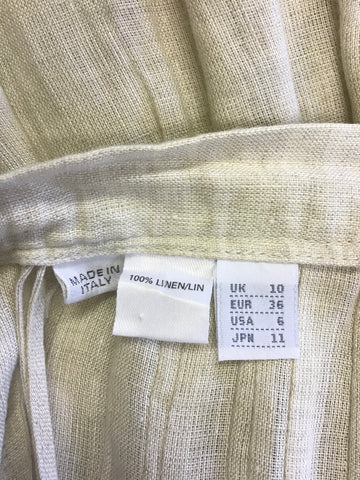 MADE IN
ITALY
100% LINEN/LIN
UK 10
EUR 36
USA 6
JPN 11